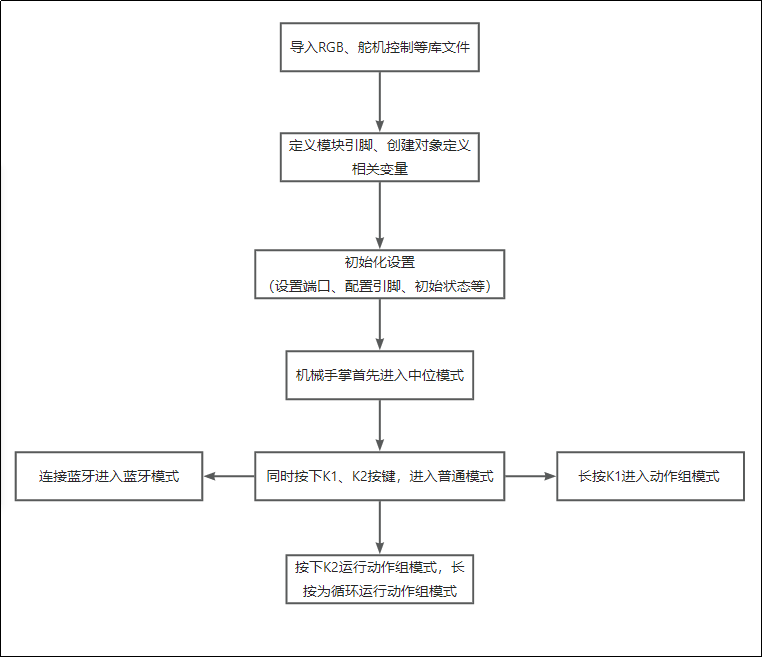 导入RGB、舵机控制等库文件
定义模块引脚、创建对象定义
相关变量
初始化设置
（设置端口、配置引脚、初始状态等）
机械手掌首先进入中位模式
连接蓝牙进入蓝牙模式
同时按下K1、K2按键，进入普通模式
长按K1进入动作组模式
按下K2运行动作组模式，长
按为循环运行动作组模式